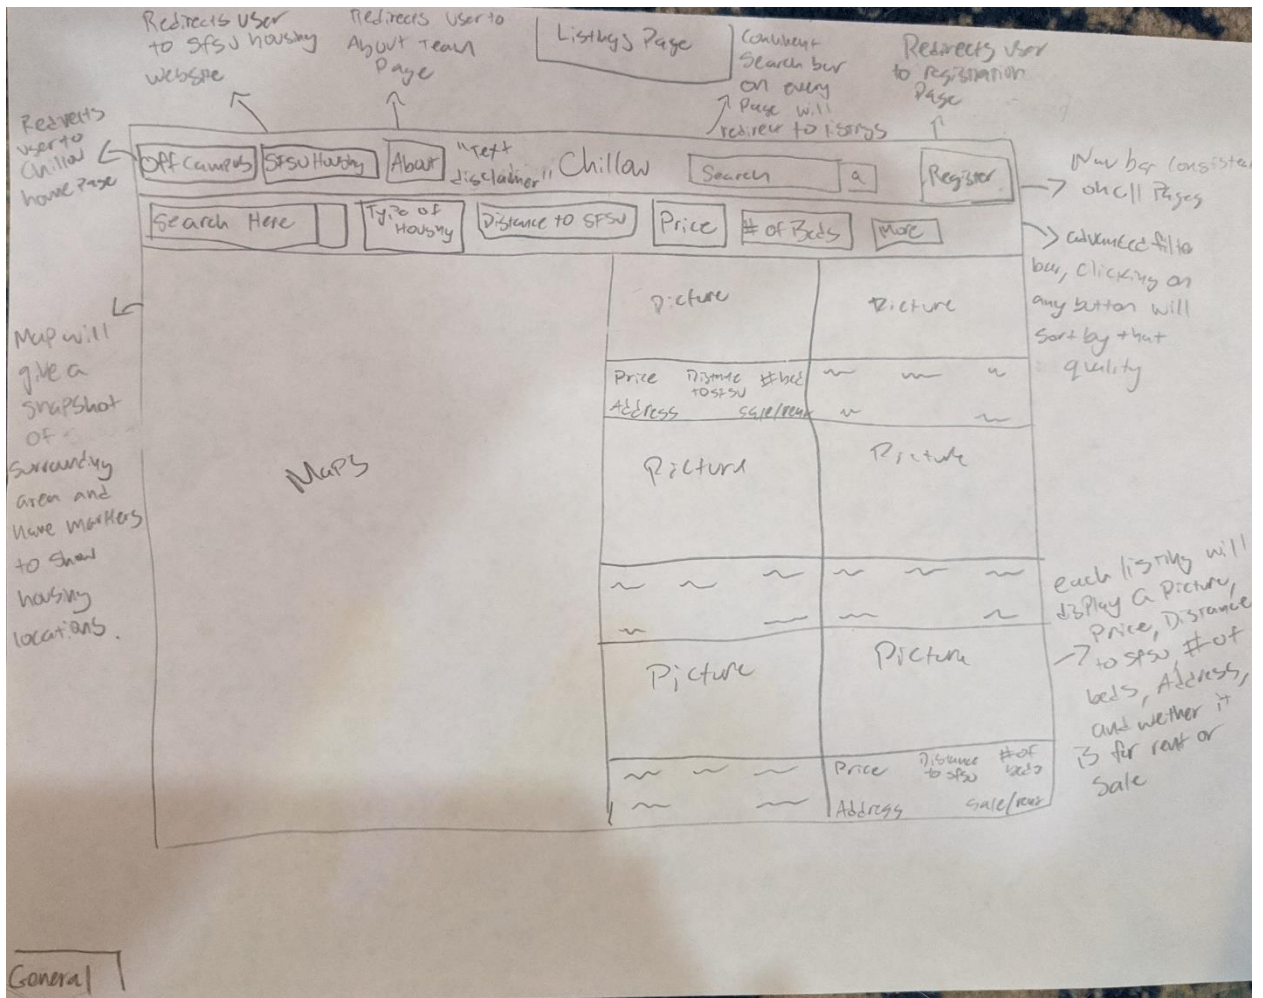 Redirects user
to SFSU housing
website
Redirects user to
About Team
Page
Listings Page
search bar
on every
Page will
redirect to listings
Redirects user
to registration
Page
Redirects
user to
Chillow
home page
Off Campus
SFSU Housing
About
"Text
disclaimer"
Chillow
Search
Q
Register
Nav bar consistent
on all Pages
Search Here
Type of
Housing
Distance to SFSU
Price
# of Beds
More
advanced filter
bar, clicking on
any button will
sort by that
quality
Map will
give a
snapshot
of
surrounding
area and
have markers
to show
housing
locations.
Maps
Picture
Picture
Price
Distance
to SFSU
#bed
Address
sale/rent
Picture
Picture
Picture
Picture
Price
Distance
to SFSU
# of
beds
Address
sale/rent
each listing will
display a Picture,
Price, Distance
to SFSU, # of
beds, Address,
and wether it
is for rent or
sale
General